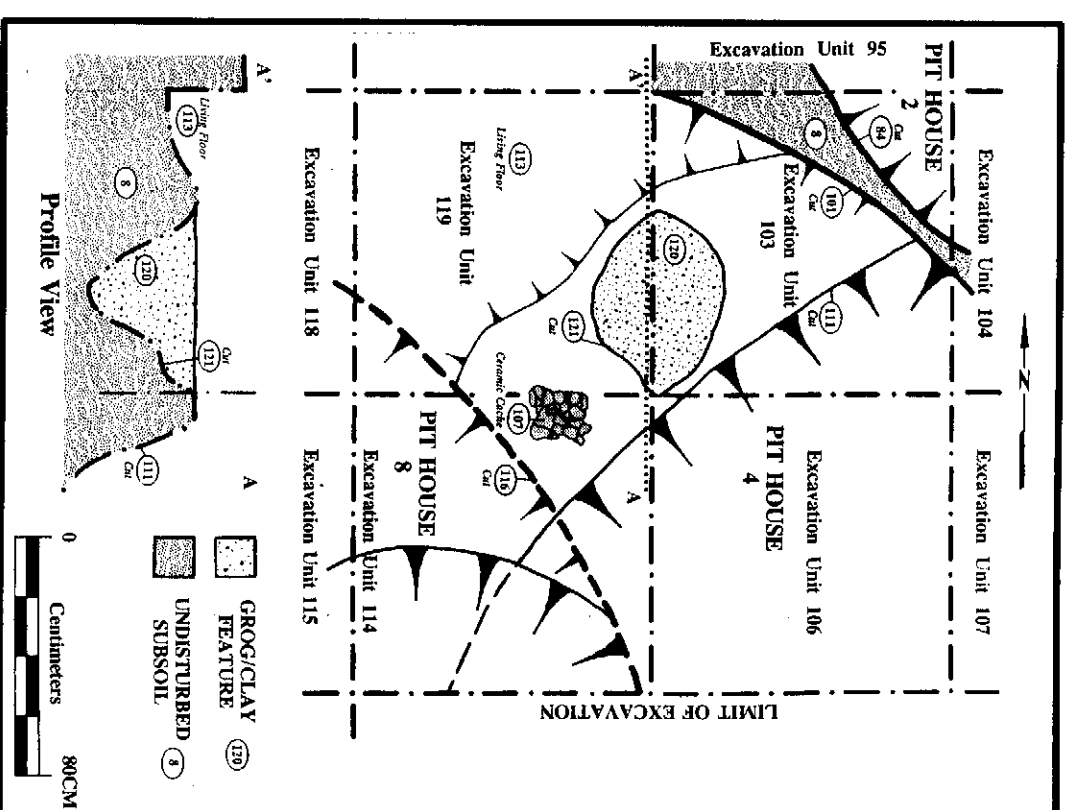 Excavation Unit 95
PIT HOUSE
2
Cut
84
8
101
Cut
Excavation Unit 104
Excavation Unit
103
111
Cut
N
Excavation Unit 107
PIT HOUSE
4
Excavation Unit 106
A'
A
120
121
Cut
113
Living Floor
Excavation Unit
119
Ceramic Cache
107
116
Cut
PIT HOUSE
8
Excavation Unit 118
Excavation Unit 114
Excavation Unit 115
LIMIT OF EXCAVATION
A'
A
Living Floor
113
8
120
Cut
121
111
Cut
Profile View
GROG/CLAY
FEATURE
120
UNDISTURBED
SUBSOIL
8
0
80CM
Centimeters